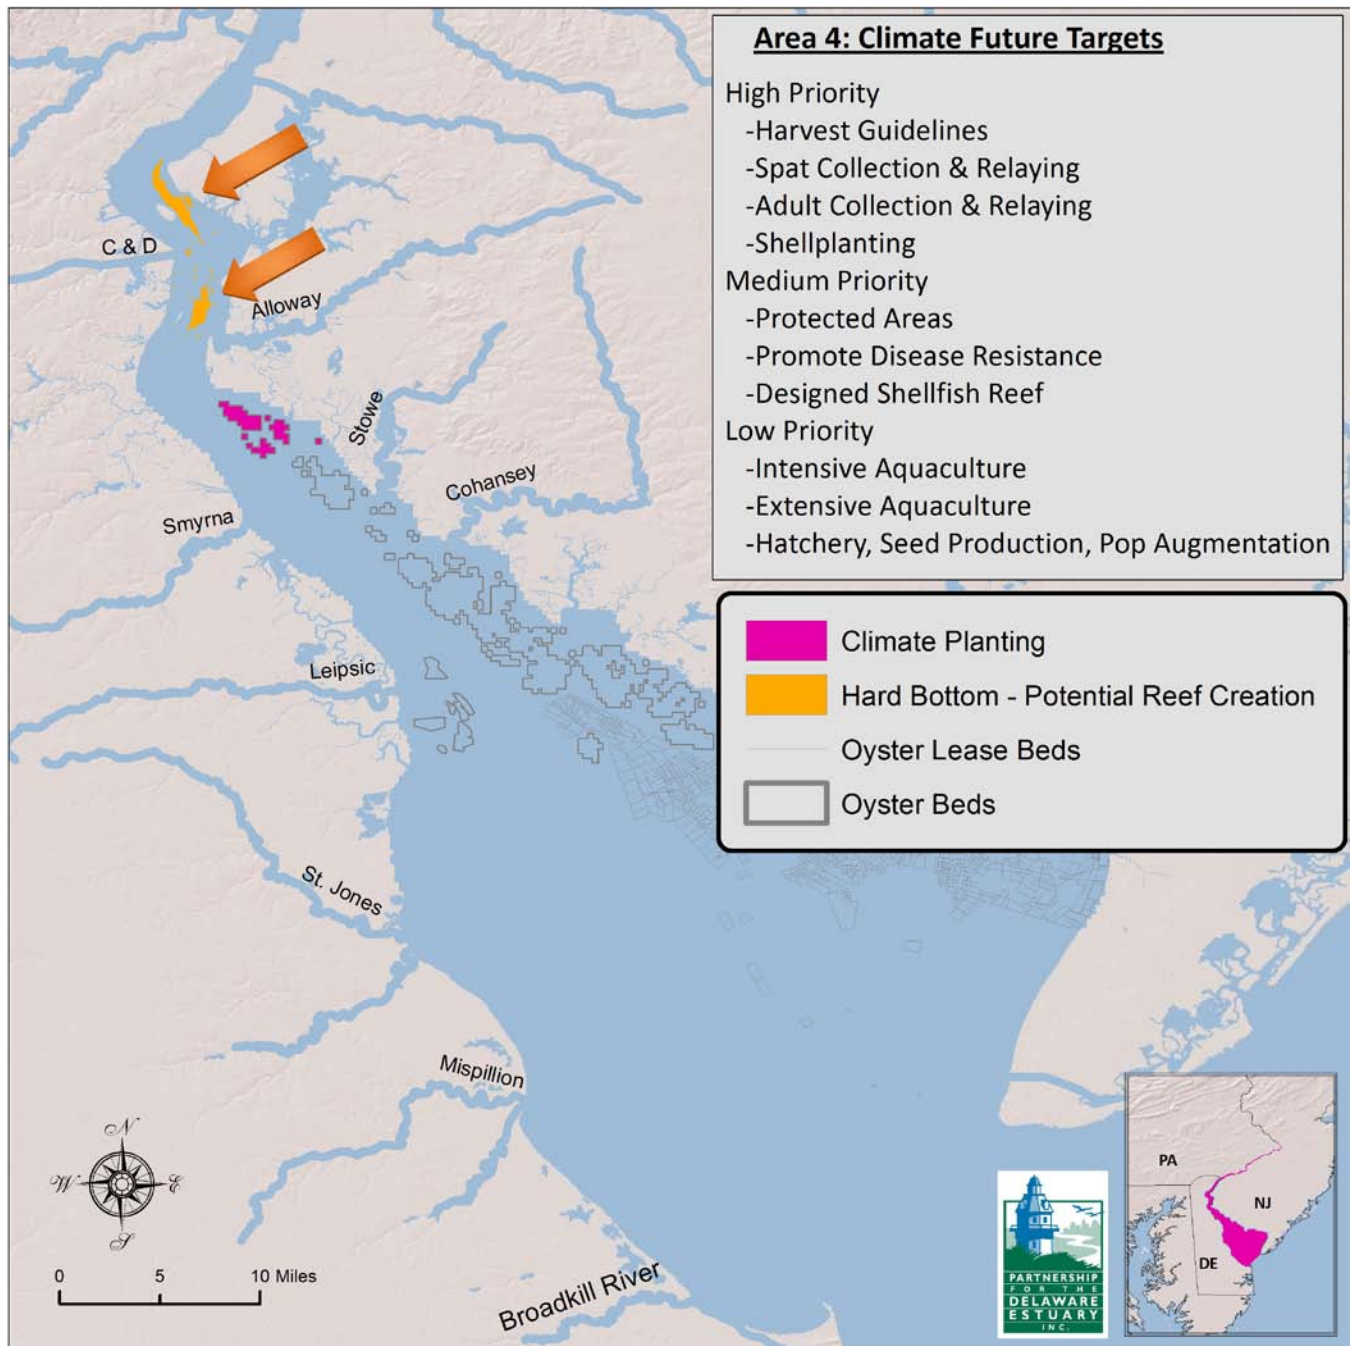 Area 4: Climate Future Targets
High Priority
-Harvest Guidelines
-Spat Collection & Relaying
-Adult Collection & Relaying
-Shellplanting
Medium Priority
-Protected Areas
-Promote Disease Resistance
-Designed Shellfish Reef
Low Priority
-Intensive Aquaculture
-Extensive Aquaculture
-Hatchery, Seed Production, Pop Augmentation
Climate Planting
Hard Bottom - Potential Reef Creation
Oyster Lease Beds
Oyster Beds
C & D
Alloway
Stowe
Cohansey
Smyrna
Leipsic
St. Jones
Mispillion
Broadkill River
N
W
E
S
0 5 10 Miles
PARTNERSHIP
FOR THE
DELAWARE
ESTUARY
INC.
PA
NJ
DE